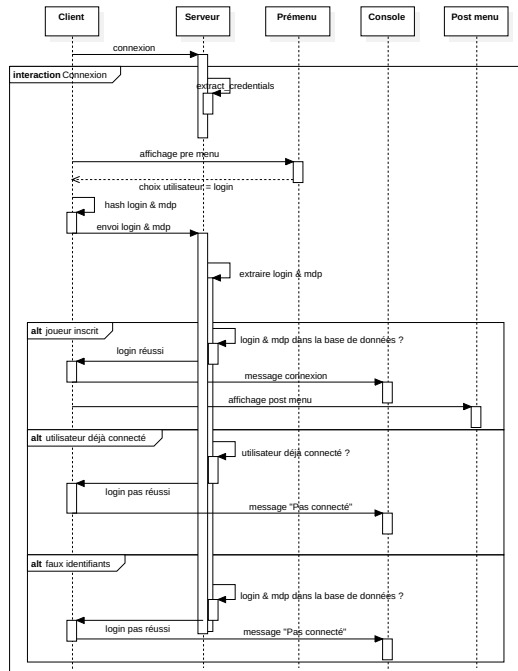 Client
Serveur
Prémenu
Console
Post menu
connexion
interaction Connexion
extract_credentials
affichage pre menu
choix utilisateur = login
hash login & mdp
envoi login & mdp
extraire login & mdp
alt joueur inscrit
login & mdp dans la base de données ?
login réussi
message connexion
affichage post menu
alt utilisateur déjà connecté
utilisateur déjà connecté ?
login pas réussi
message "Pas connecté"
alt faux identifiants
login & mdp dans la base de données ?
login pas réussi
message "Pas connecté"